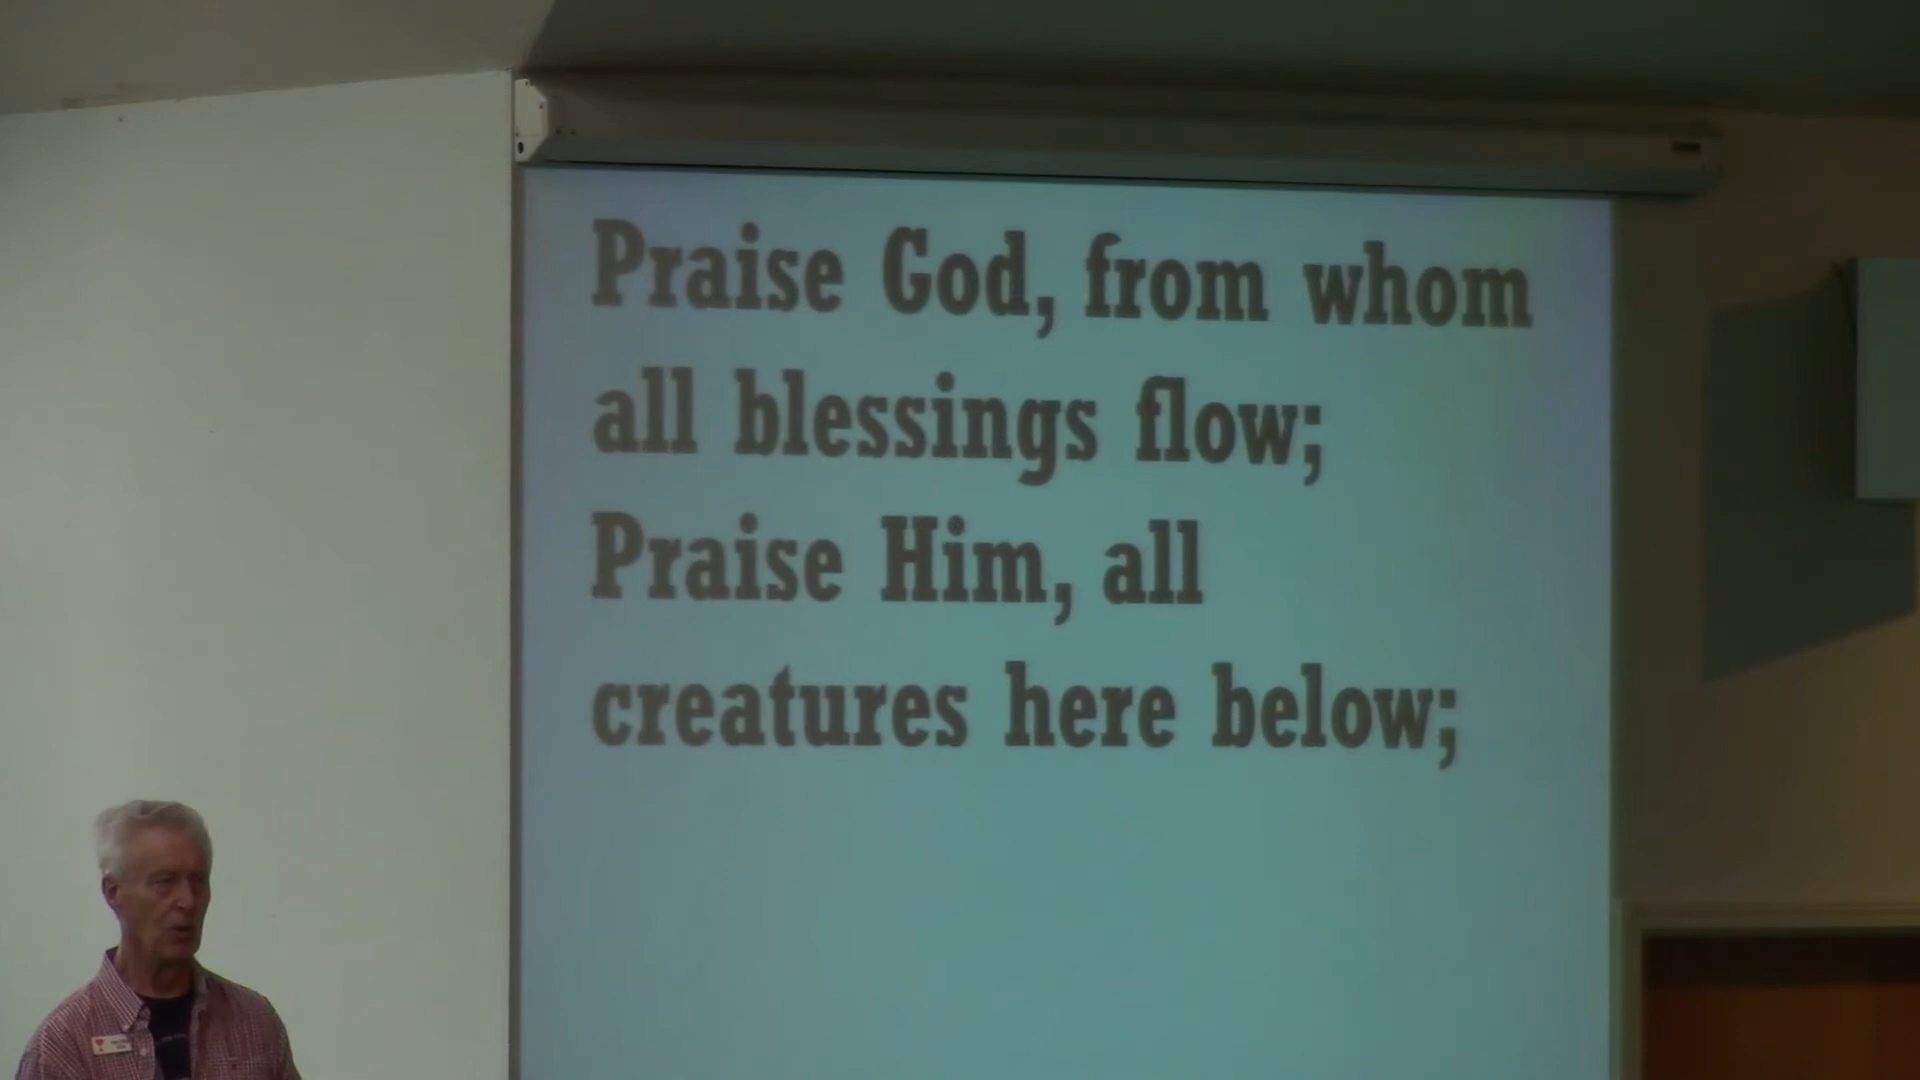 Praise God, from whom
all blessings flow;
Praise Him, all
creatures here below;